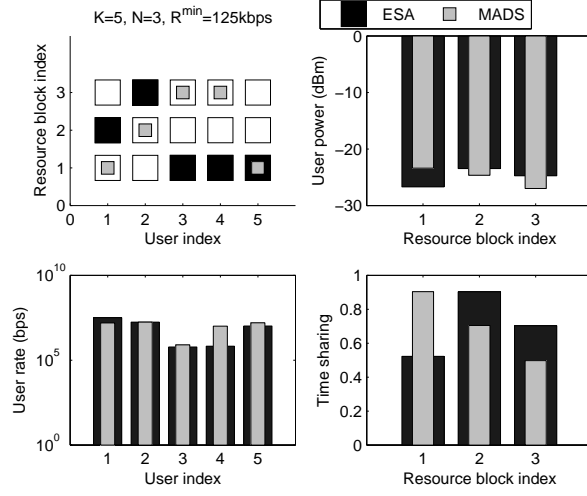 K=5, N=3, R^min=125kbps
ESA MADS
Resource block index
3
2
1
0
0 1 2 3 4 5
User index
User power (dBm)
0
−10
−20
−30
1 2 3
Resource block index
User rate (bps)
10^10
10^5
10^0
1 2 3 4 5
User index
Time sharing
1
0.8
0.6
0.4
0.2
0
1 2 3
Resource block index